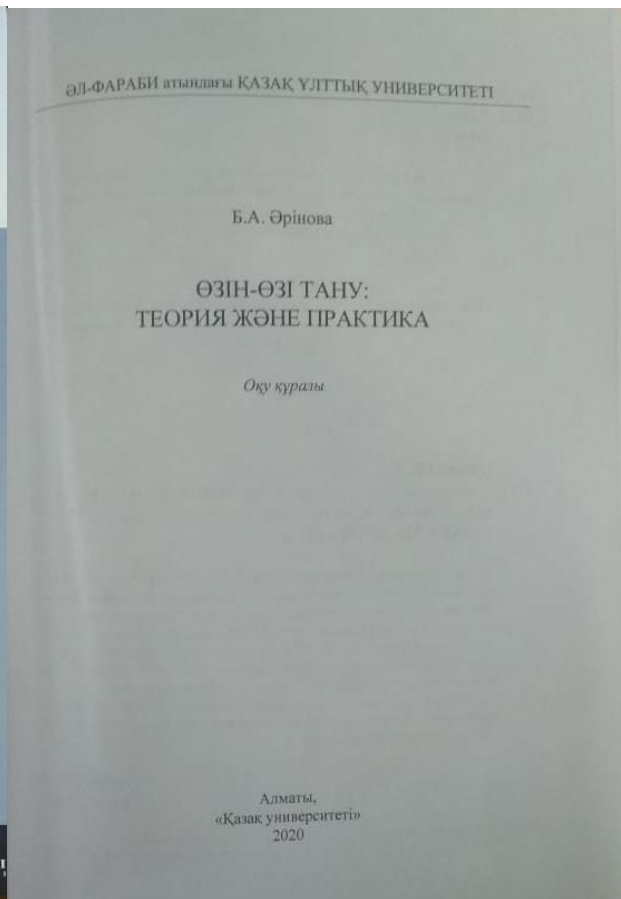 ӘЛ-ФАРАБИ атындағы ҚАЗАҚ ҰЛТТЫҚ УНИВЕРСИТЕТІ
Б.А. Әрінова
ӨЗІН-ӨЗІ ТАНУ:
ТЕОРИЯ ЖӘНЕ ПРАКТИКА
Оқу құралы
Алматы,
«Қазақ университеті»
2020